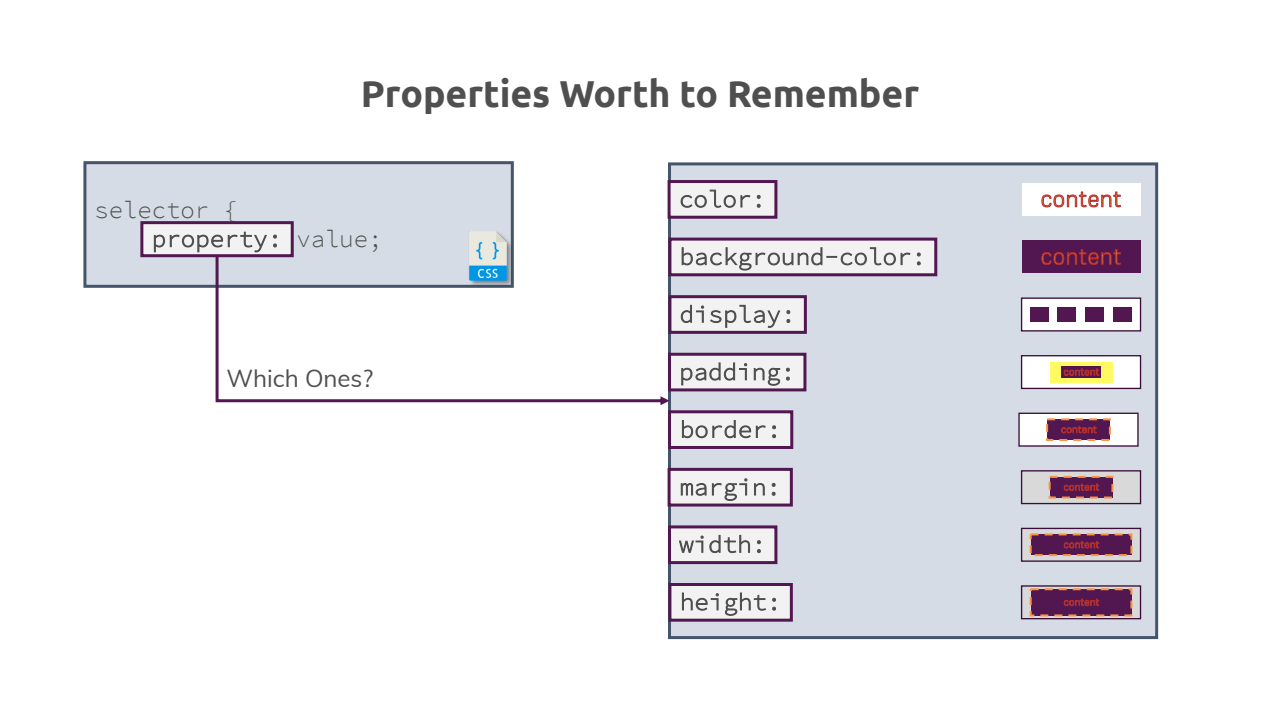 Properties Worth to Remember
selector {
property: value;
{ }
CSS
Which Ones?
color: content
background-color: content
display:
padding: content
border: content
margin: content
width: content
height: content